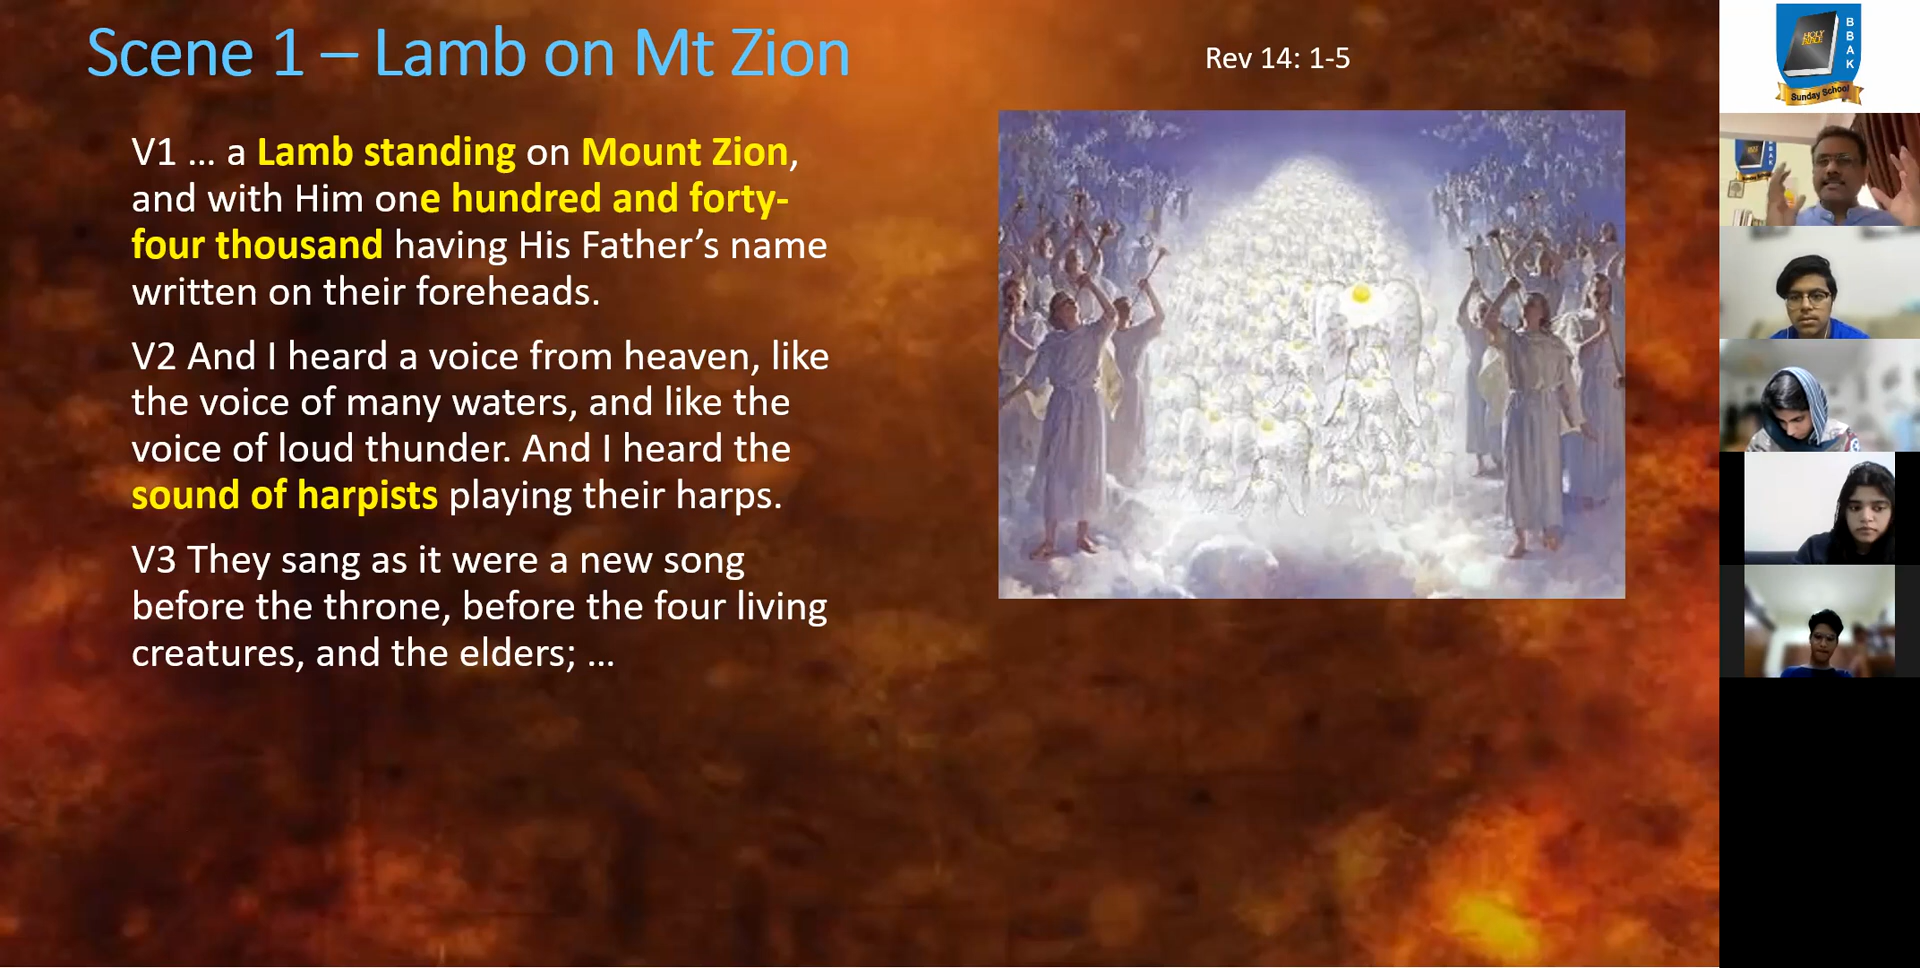 Scene 1 – Lamb on Mt Zion
Rev 14: 1-5
V1 ... a Lamb standing on Mount Zion,
and with Him one hundred and forty-
four thousand having His Father’s name
written on their foreheads.
V2 And I heard a voice from heaven, like
the voice of many waters, and like the
voice of loud thunder. And I heard the
sound of harpists playing their harps.
V3 They sang as it were a new song
before the throne, before the four living
creatures, and the elders; ...
HOLY
BIBLE
BBAK
Sunday School
BBAK